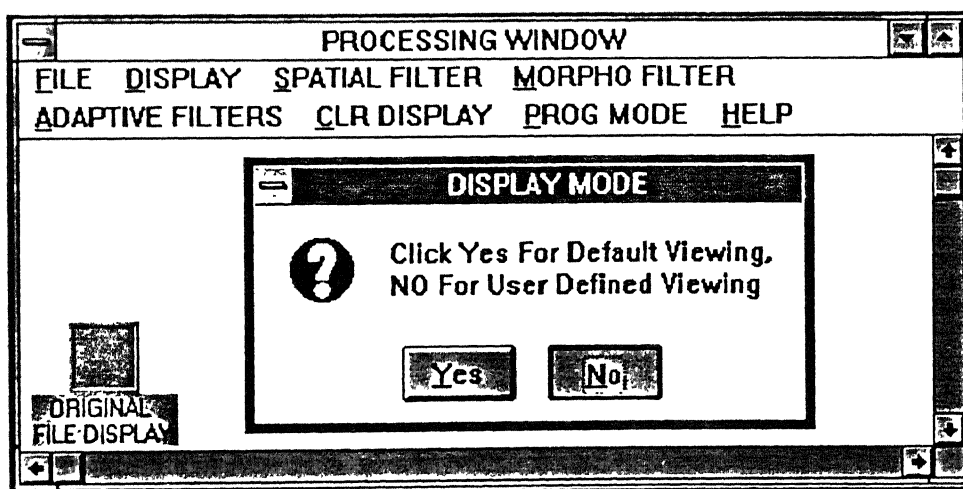 PROCESSING WINDOW
FILE DISPLAY SPATIAL FILTER MORPHO FILTER
ADAPTIVE FILTERS CLR DISPLAY PROG MODE HELP
DISPLAY MODE
? Click Yes For Default Viewing,
NO For User Defined Viewing
Yes No
ORIGINAL
FILE-DISPLAY